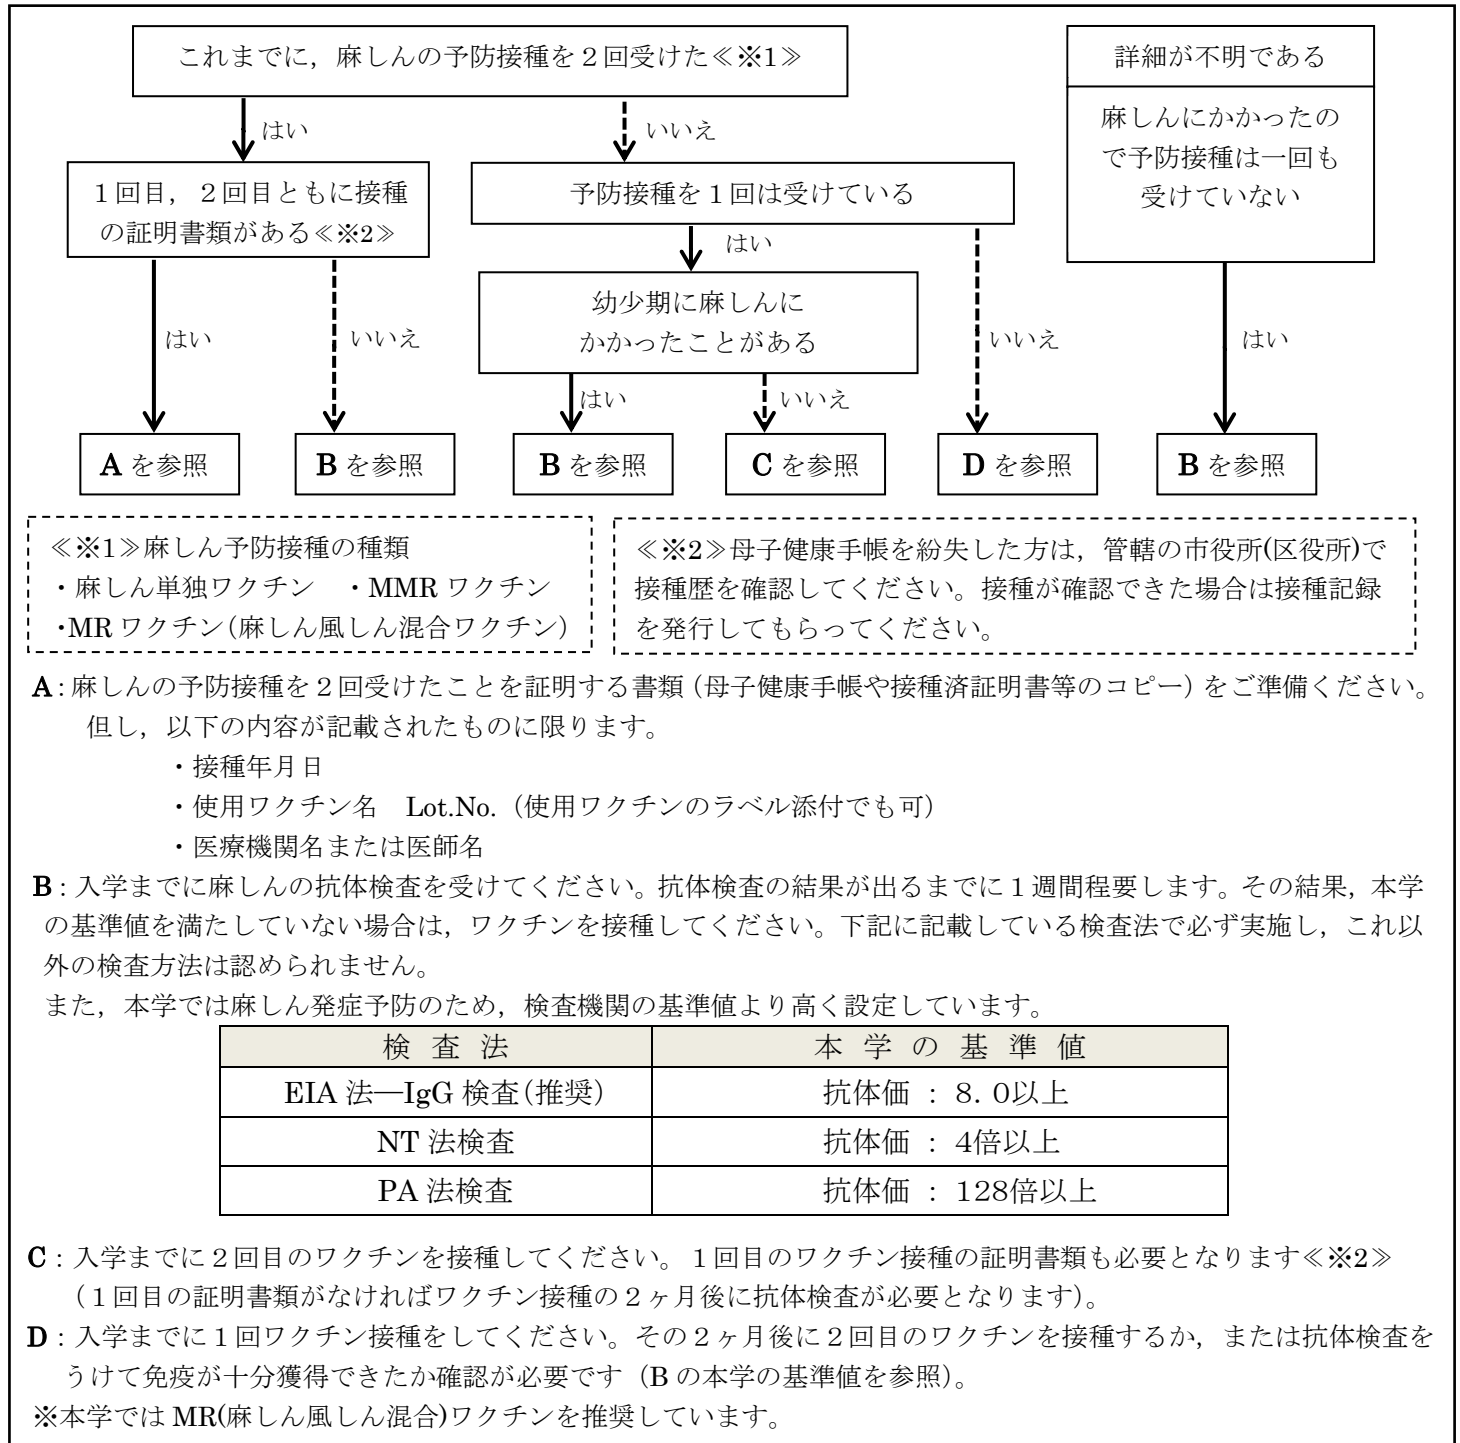 これまでに，麻しんの予防接種を２回受けた≪※1≫
はい
いいえ
１回目，２回目ともに接種
の証明書類がある≪※2≫
予防接種を１回は受けている
はい
幼少期に麻しんに
かかったことがある
詳細が不明である
麻しんにかかったの
で予防接種は一回も
受けていない
はい
いいえ
はい
いいえ
いいえ
はい
A を参照
B を参照
B を参照
C を参照
D を参照
B を参照
≪※1≫麻しん予防接種の種類
・麻しん単独ワクチン　・MMR ワクチン
・MR ワクチン（麻しん風しん混合ワクチン）
≪※2≫母子健康手帳を紛失した方は，管轄の市役所(区役所)で
接種歴を確認してください。接種が確認できた場合は接種記録
を発行してもらってください。
A：麻しんの予防接種を２回受けたことを証明する書類（母子健康手帳や接種済証明書等のコピー）をご準備ください。
但し，以下の内容が記載されたものに限ります。
・接種年月日
・使用ワクチン名　Lot.No.（使用ワクチンのラベル添付でも可）
・医療機関名または医師名
B：入学までに麻しんの抗体検査を受けてください。抗体検査の結果が出るまでに１週間程要します。その結果，本学
の基準値を満たしていない場合は，ワクチンを接種してください。下記に記載している検査法で必ず実施し，これ以
外の検査方法は認められません。
また，本学では麻しん発症予防のため，検査機関の基準値より高く設定しています。
検 査 法　本 学 の 基 準 値
EIA 法―IgG 検査（推奨）　抗体価 ： 8. 0以上
NT 法検査　抗体価 ： 4倍以上
PA 法検査　抗体価 ： 128倍以上
C：入学までに２回目のワクチンを接種してください。１回目のワクチン接種の証明書類も必要となります≪※2≫
（１回目の証明書類がなければワクチン接種の２ヶ月後に抗体検査が必要となります）。
D：入学までに１回ワクチン接種をしてください。その２ヶ月後に２回目のワクチンを接種するか，または抗体検査を
うけて免疫が十分獲得できたか確認が必要です（B の本学の基準値を参照）。
※本学では MR(麻しん風しん混合)ワクチンを推奨しています。